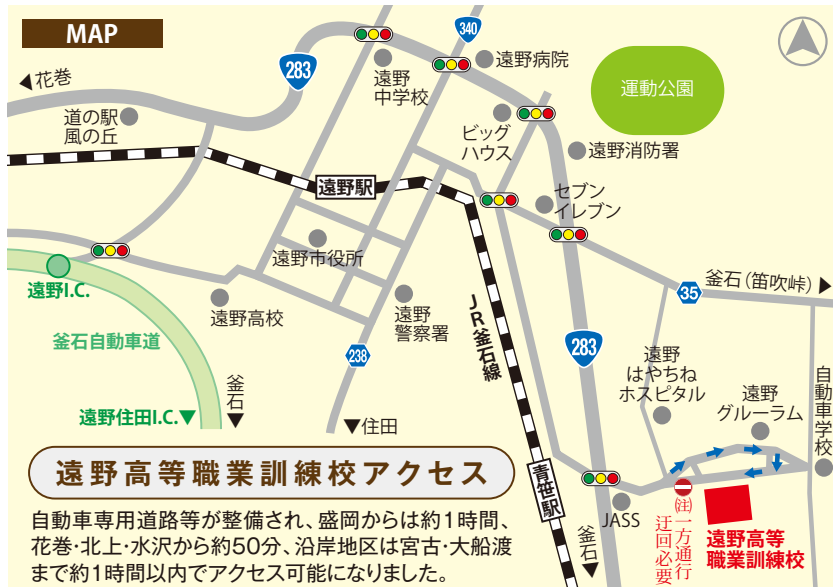 MAP
340
283
遠野病院
◀花巻
遠野
中学校
運動公園
道の駅
風の丘
ビッグ
ハウス
遠野消防署
遠野駅
セブン
イレブン
遠野市役所
釜石(笛吹峠)▶
遠野I.C.
35
遠野高校
遠野
警察署
JR釜石線
釜石自動車道
283
238
遠野
はやちね
ホスピタル
自動車学校
遠野
グルーラム
釜石▼
遠野住田I.C.▼
▼住田
遠野高等職業訓練校アクセス
青笹駅
JASS
釜石▼
㊟一方通行
迂回必要
遠野高等
職業訓練校
自動車専用道路等が整備され、盛岡からは約1時間、
花巻・北上・水沢から約50分、沿岸地区は宮古・大船渡
まで約1時間以内でアクセス可能になりました。